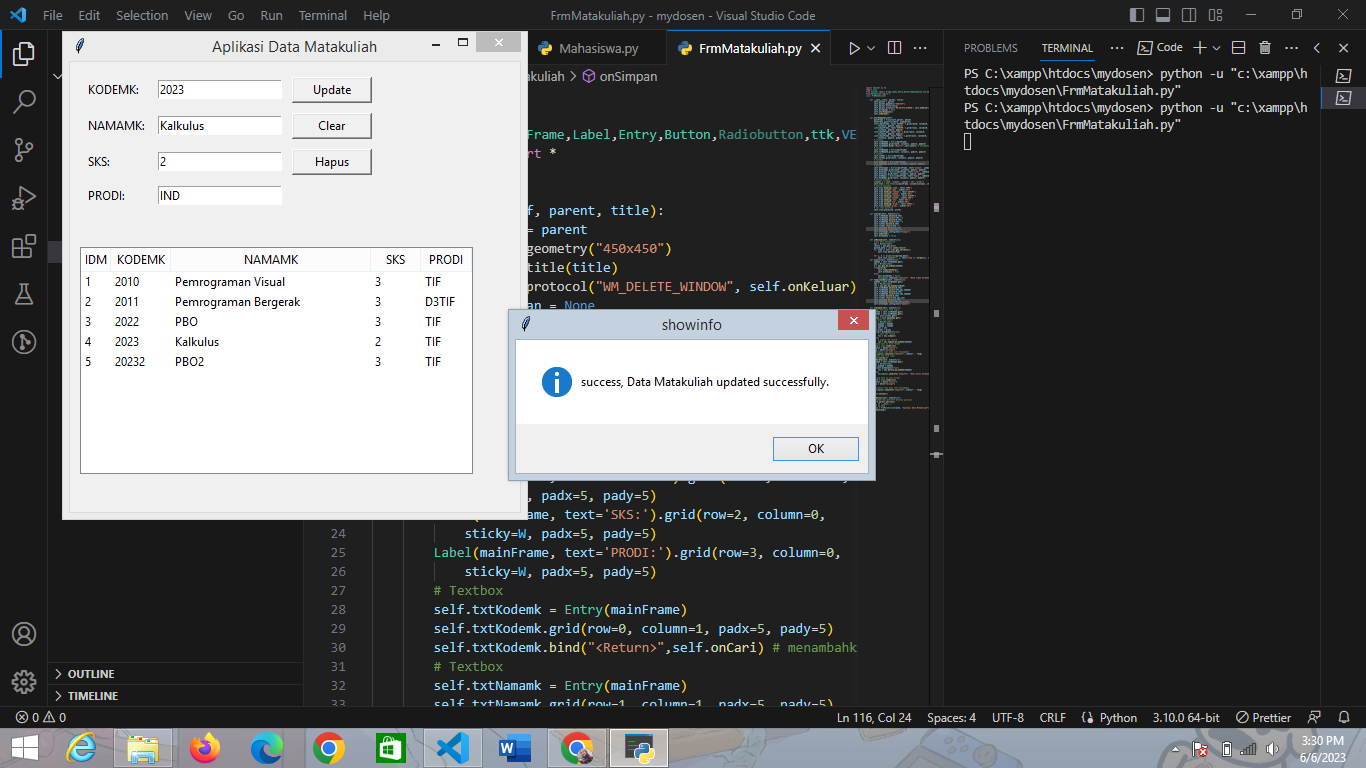 File Edit Selection View Go Run Terminal Help
FrmMatakuliah.py - mydosen - Visual Studio Code
Aplikasi Data Matakuliah
KODEMK: 2023 Update
NAMAMK: Kalkulus Clear
SKS: 2 Hapus
PRODI: IND
IDM KODEMK NAMAMK SKS PRODI
1 2010 Pemrograman Visual 3 TIF
2 2011 Pemrograman Bergerak 3 D3TIF
3 2022 PBO 3 TIF
4 2023 Kalkulus 2 TIF
5 20232 PBO2 3 TIF
Mahasiswa.py FrmMatakuliah.py
akuliah > onSimpan
Frame,Label,Entry,Button,Radiobutton,ttk,VE
rt *
f, parent, title):
= parent
geometry("450x450")
title(title)
protocol("WM_DELETE_WINDOW", self.onKeluar)
an = None
showinfo
success, Data Matakuliah updated successfully.
OK
, padx=5, pady=5)
ame, text='SKS:').grid(row=2, column=0,
24 sticky=W, padx=5, pady=5)
25 Label(mainFrame, text='PRODI:').grid(row=3, column=0,
26 sticky=W, padx=5, pady=5)
27 # Textbox
28 self.txtKodemk = Entry(mainFrame)
29 self.txtKodemk.grid(row=0, column=1, padx=5, pady=5)
30 self.txtKodemk.bind("<Return>",self.onCari) # menambahk
31 # Textbox
32 self.txtNamamk = Entry(mainFrame)
33 self.txtNamamk.grid(row=1, column=1, padx=5, pady=5)
PROBLEMS TERMINAL ··· Code
PS C:\xampp\htdocs\mydosen> python -u "c:\xampp\h
tdocs\mydosen\FrmMatakuliah.py"
PS C:\xampp\htdocs\mydosen> python -u "c:\xampp\h
tdocs\mydosen\FrmMatakuliah.py"
OUTLINE
TIMELINE
0 0 Ln 116, Col 24 Spaces: 4 UTF-8 CRLF Python 3.10.0 64-bit Prettier
3:30 PM
6/6/2023